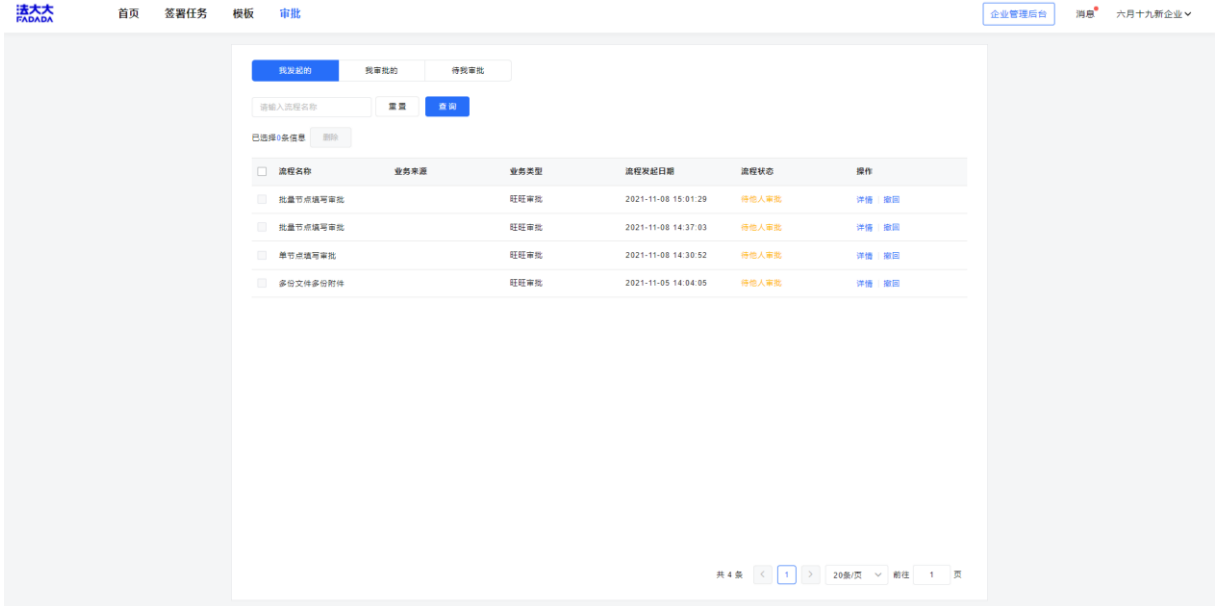 法大大
FADADA
首页 签署任务 模板 审批 企业管理后台 消息 六月十九新企业
我发起的 我审批的 待我审批
请输入流程名称 重置 查询
已选择0条信息 删除
流程名称 业务来源 业务类型 流程发起日期 流程状态 操作
批量节点填写审批 旺旺审批 2021-11-08 15:01:29 待他人审批 详情 撤回
批量节点填写审批 旺旺审批 2021-11-08 14:37:03 待他人审批 详情 撤回
单节点填写审批 旺旺审批 2021-11-08 14:30:52 待他人审批 详情 撤回
多份文件多份附件 旺旺审批 2021-11-05 14:04:05 待他人审批 详情 撤回
共 4 条 < 1 > 20条/页 前往 1 页